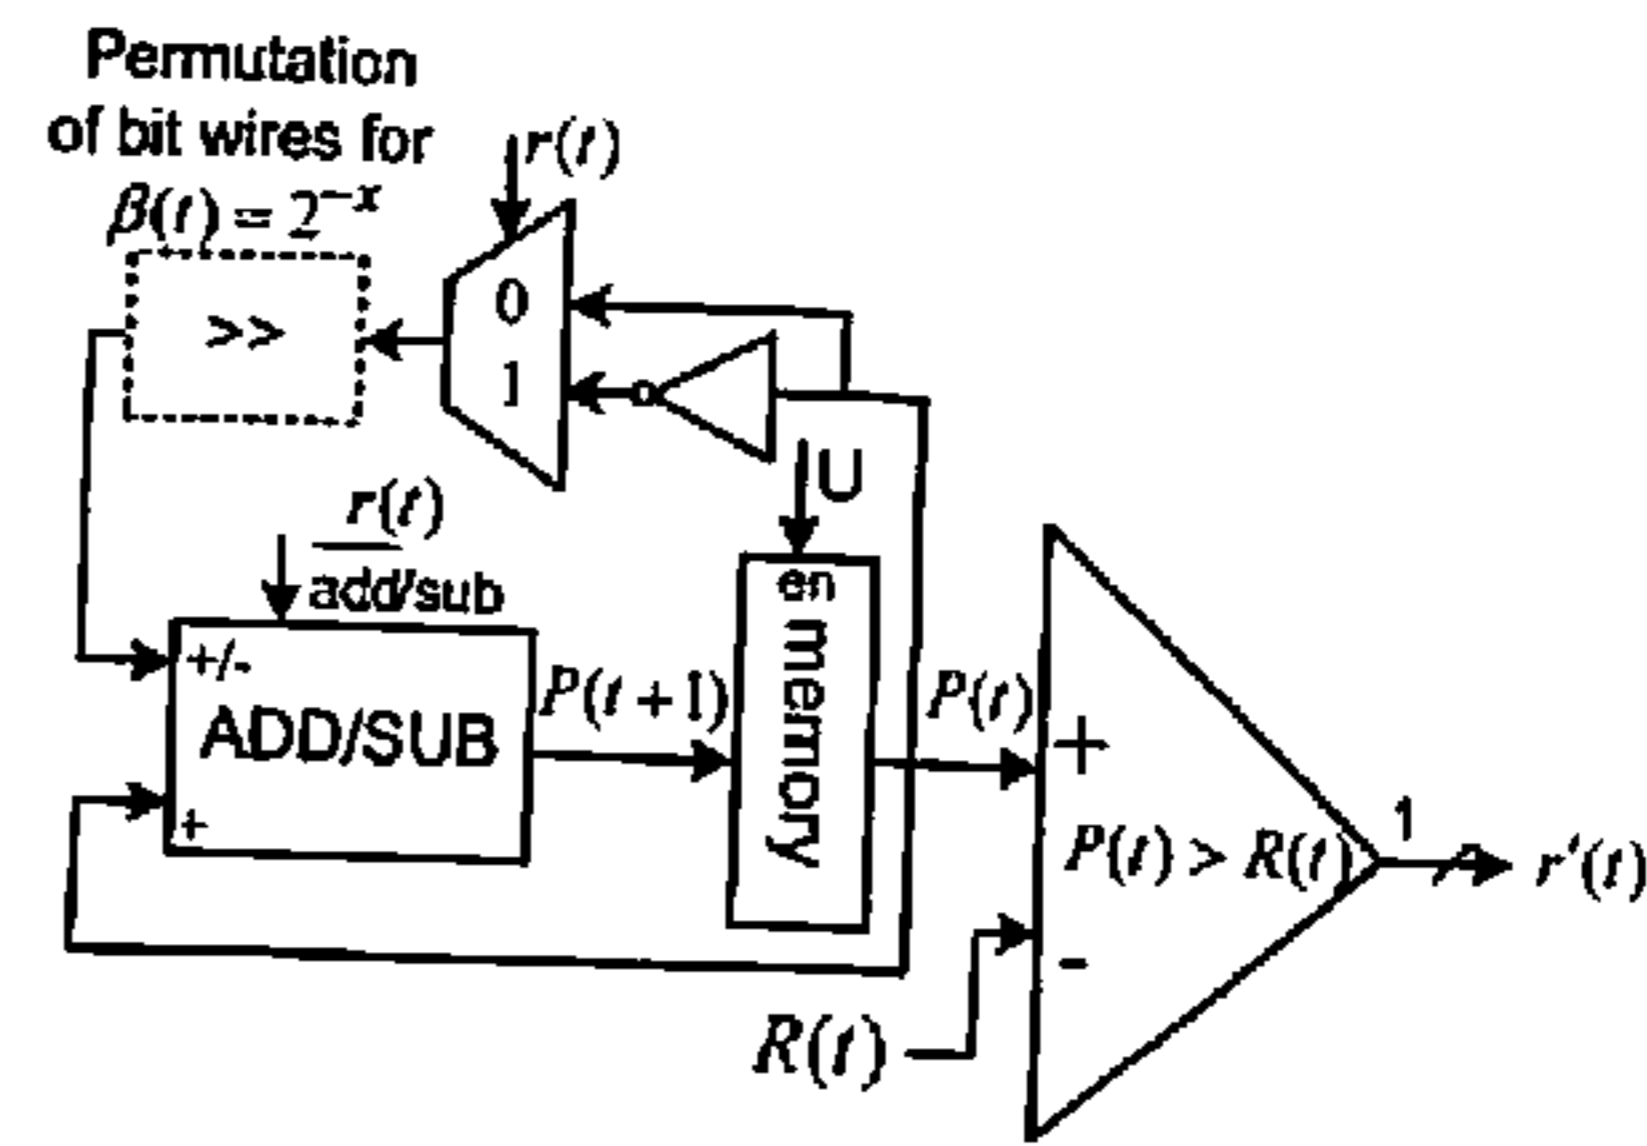 Permutation
of bit wires for
β(t) = 2⁻ˣ
r(t)
0
>>
1
U
r(t)
add/sub
en
+/-
memory
P(t + 1)
P(t)
ADD/SUB
+
+
P(t) > R(t)
1
r'(t)
-
R(t)